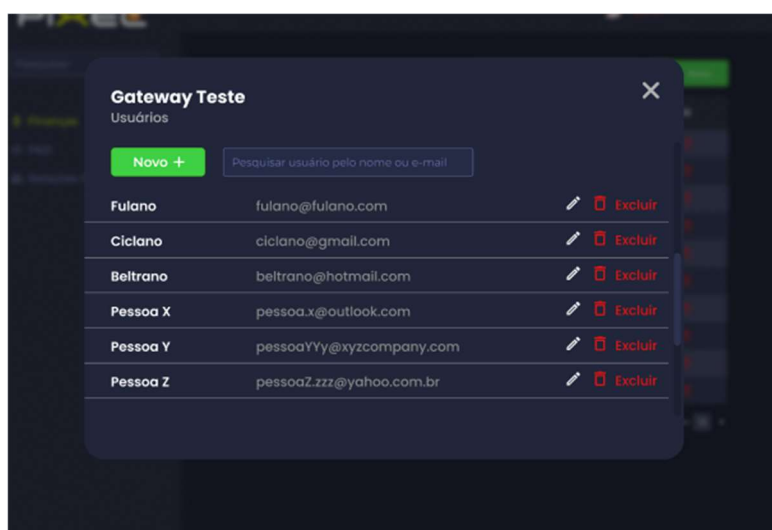 PIXEL
Gateway Teste
Usuários
Novo +
Pesquisar usuário pelo nome ou e-mail
Fulano fulano@fulano.com Excluir
Ciclano ciclano@gmail.com Excluir
Beltrano beltrano@hotmail.com Excluir
Pessoa X pessoa.x@outlook.com Excluir
Pessoa Y pessoaYYy@xyzcompany.com Excluir
Pessoa Z pessoaZ.zzz@yahoo.com.br Excluir
Finanças